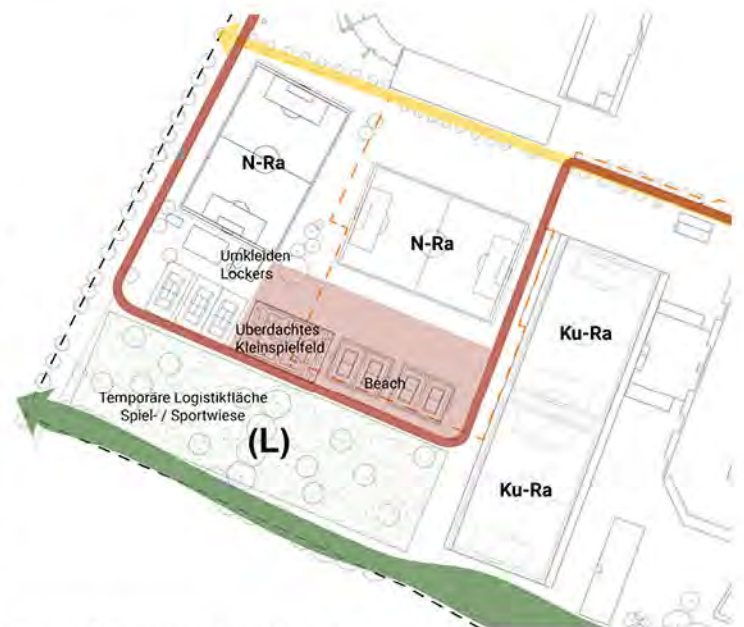 N-Ra
N-Ra
Umkleiden
Lockers
Überdachtes
Kleinspielfeld
Ku-Ra
Beach
Temporäre Logistikfläche
Spiel- / Sportwiese
(L)
Ku-Ra